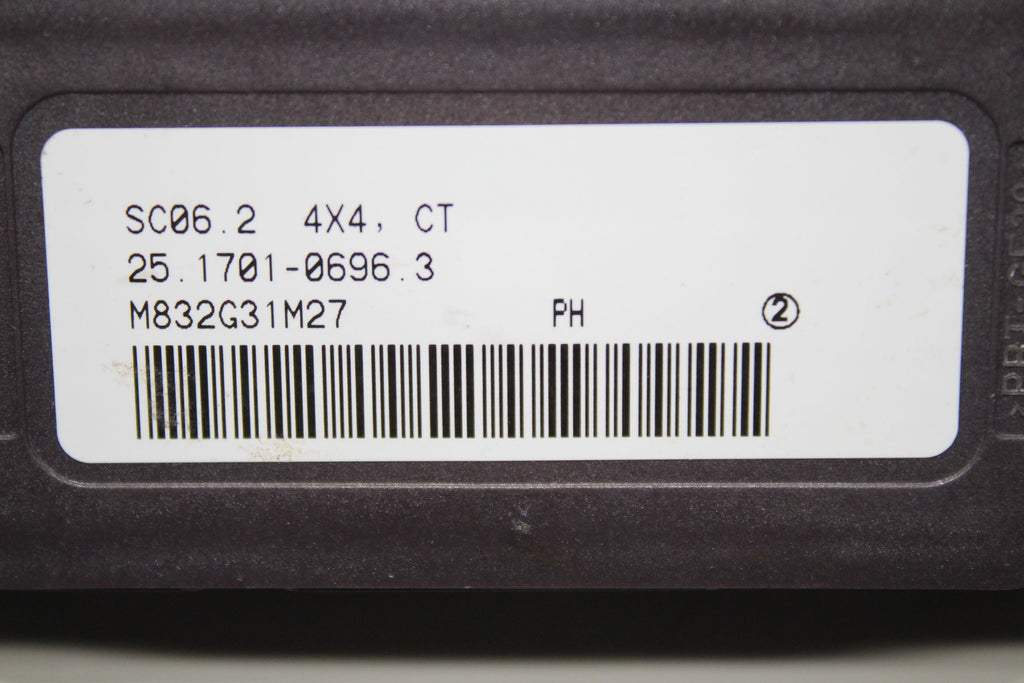 SC06.2 4X4, CT
25.1701-0696.3
M832G31M27 PH ②